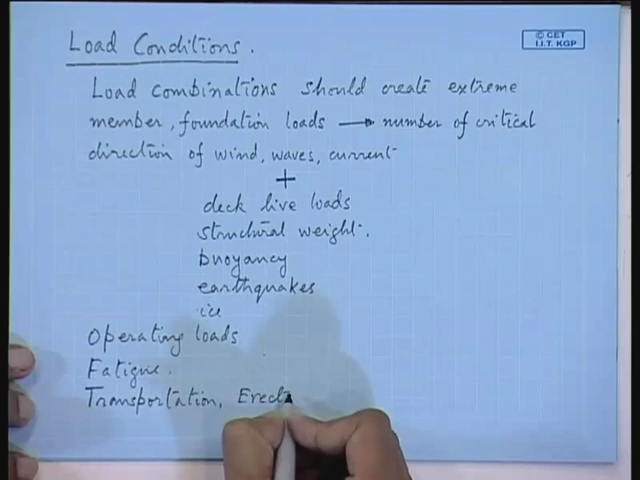 Load Conditions.
© CET
I.I.T. KGP
Load combinations should create extreme
member, foundation loads → number of critical
direction of wind, waves, current
+
deck live loads
structural weight.
buoyancy
earthquakes
ice
Operating loads
Fatigue.
Transportation, Erect